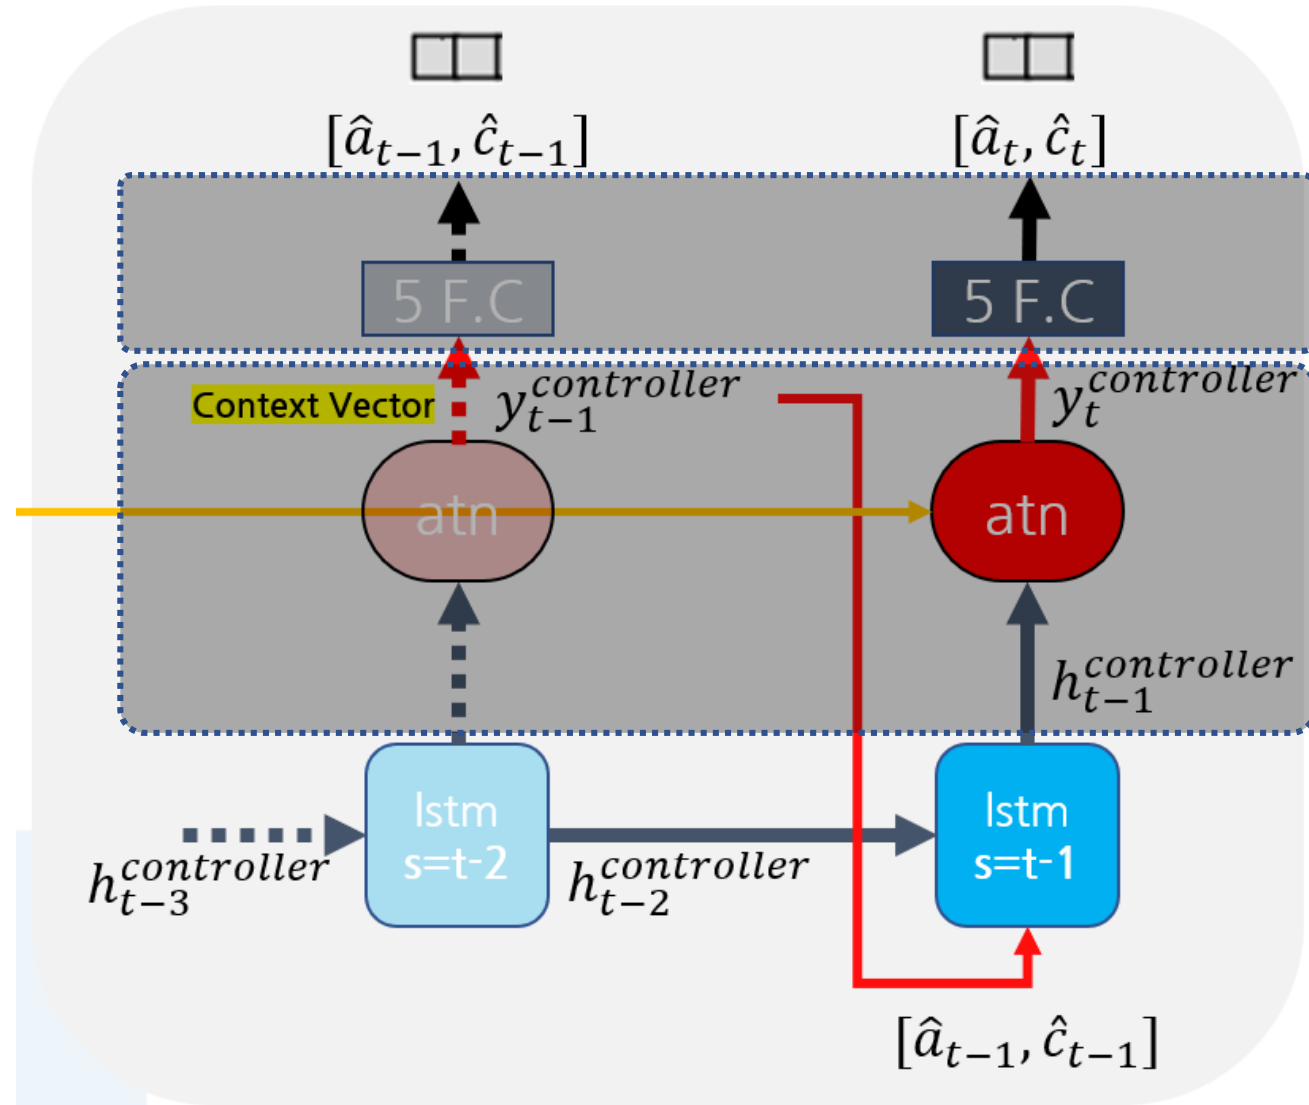 [â_{t−1}, ĉ_{t−1}]
[â_t, ĉ_t]
5 F.C
5 F.C
Context Vector
y_{t−1}^{controller}
y_t^{controller}
atn
atn
h_{t−1}^{controller}
lstm
s=t-2
lstm
s=t-1
h_{t−3}^{controller}
h_{t−2}^{controller}
[â_{t−1}, ĉ_{t−1}]